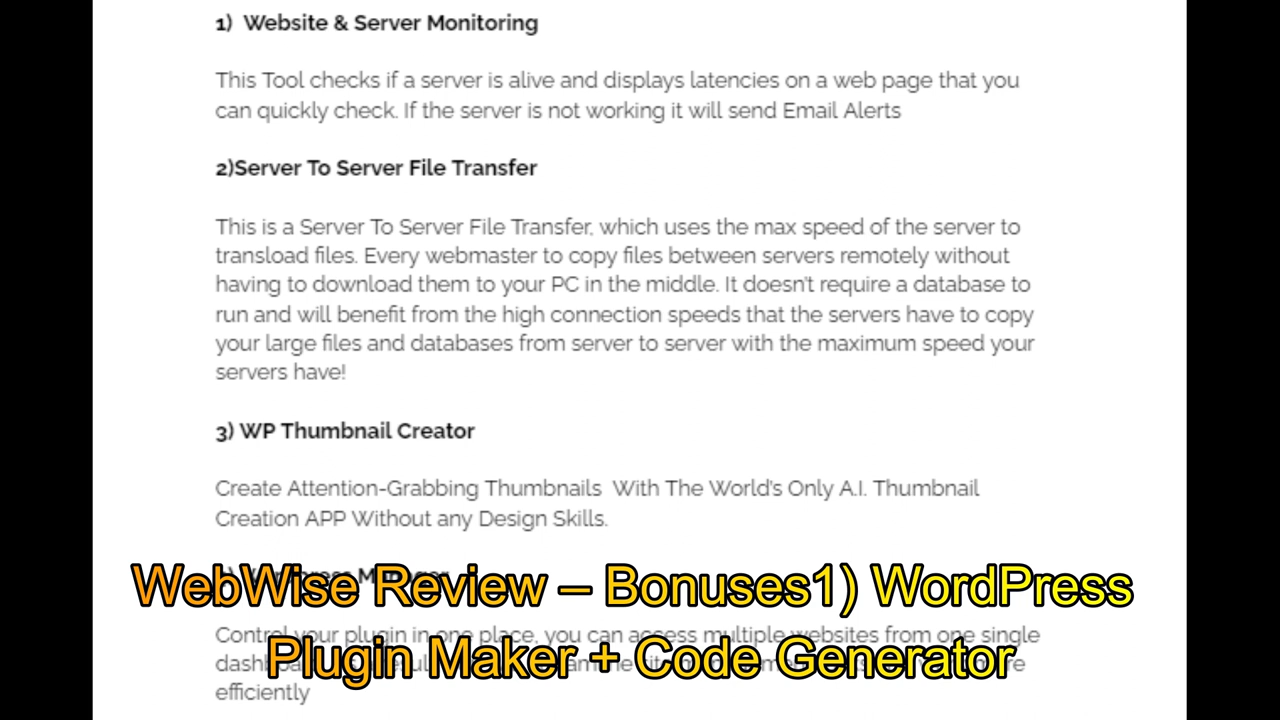 1) Website & Server Monitoring
This Tool checks if a server is alive and displays latencies on a web page that you
can quickly check. If the server is not working it will send Email Alerts
2)Server To Server File Transfer
This is a Server To Server File Transfer, which uses the max speed of the server to
transload files. Every webmaster to copy files between servers remotely without
having to download them to your PC in the middle. It doesn't require a database to
run and will benefit from the high connection speeds that the servers have to copy
your large files and databases from server to server with the maximum speed your
servers have!
3) WP Thumbnail Creator
Create Attention-Grabbing Thumbnails With The World's Only A.I. Thumbnail
Creation APP Without any Design Skills.
WebWise Review – Bonuses1) WordPress
Control your plugin in one place, you can access multiple websites from one single
Plugin Maker + Code Generator
efficiently